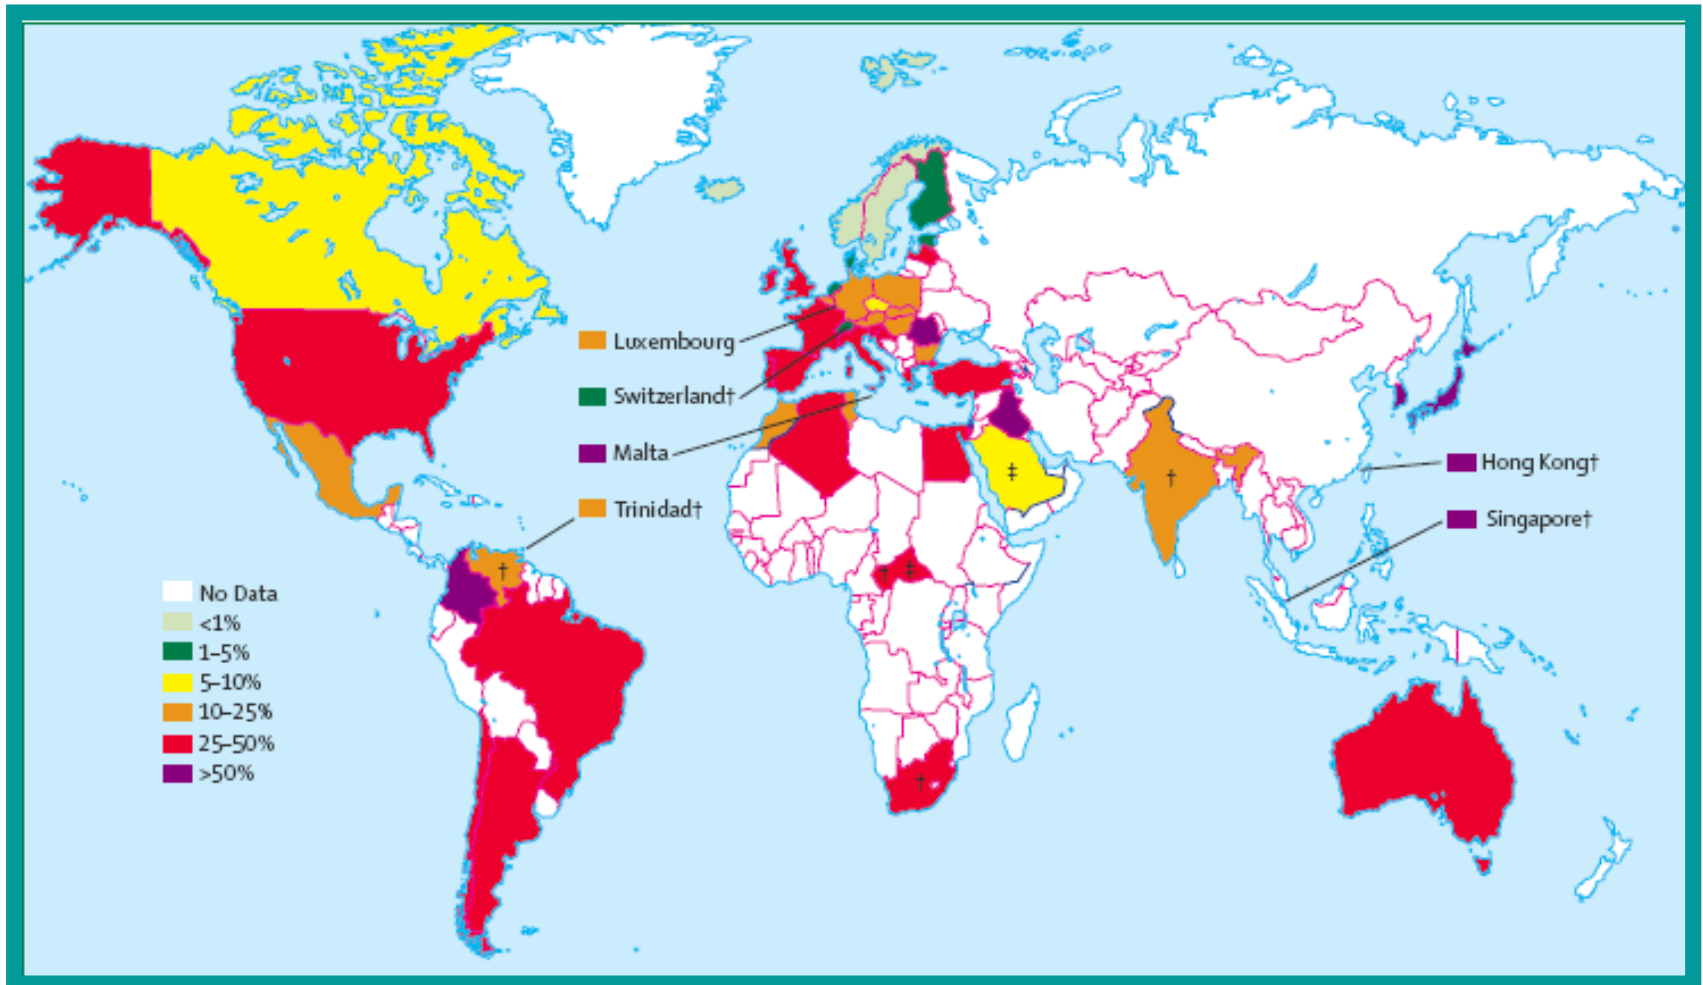 Luxembourg
Switzerland†
Malta
Trinidad†
‡
†
Hong Kong†
Singapore†
†
†
‡
†
No Data
<1%
1–5%
5–10%
10–25%
25–50%
>50%